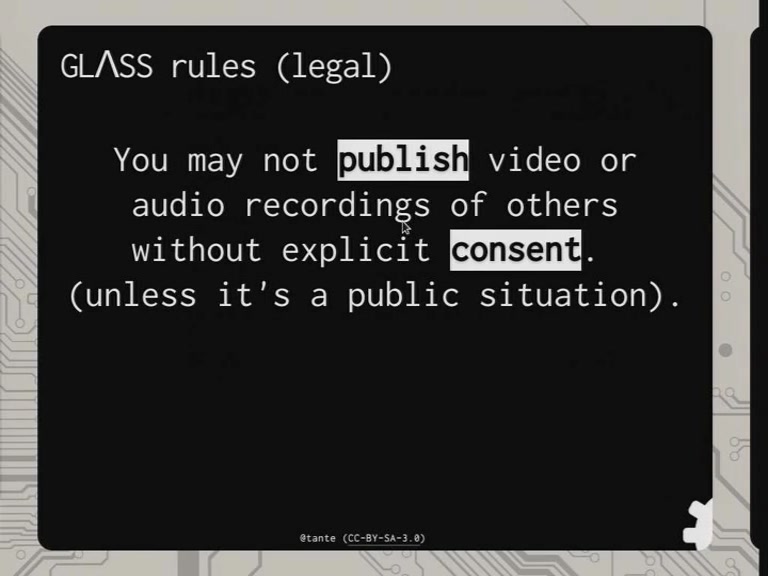 GLΛSS rules (legal)
You may not publish video or
audio recordings of others
without explicit consent.
(unless it's a public situation).
@tante (CC-BY-SA-3.0)